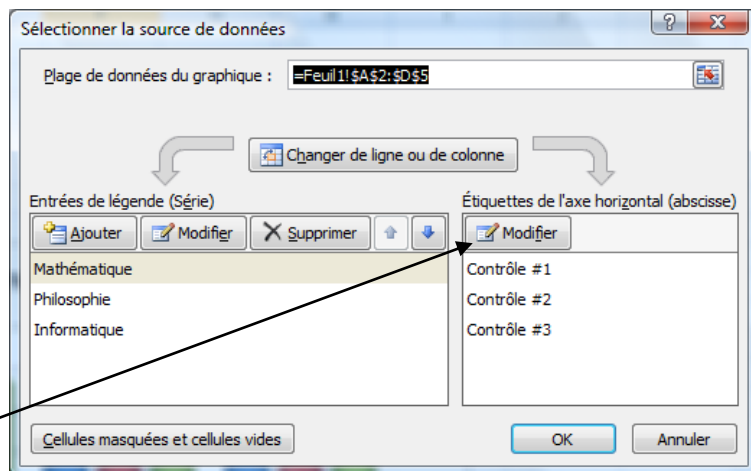 Sélectionner la source de données
Plage de données du graphique : =Feuil1!$A$2:$D$5
Changer de ligne ou de colonne
Entrées de légende (Série)
Ajouter Modifier Supprimer
Mathématique
Philosophie
Informatique
Étiquettes de l'axe horizontal (abscisse)
Modifier
Contrôle #1
Contrôle #2
Contrôle #3
Cellules masquées et cellules vides
OK Annuler